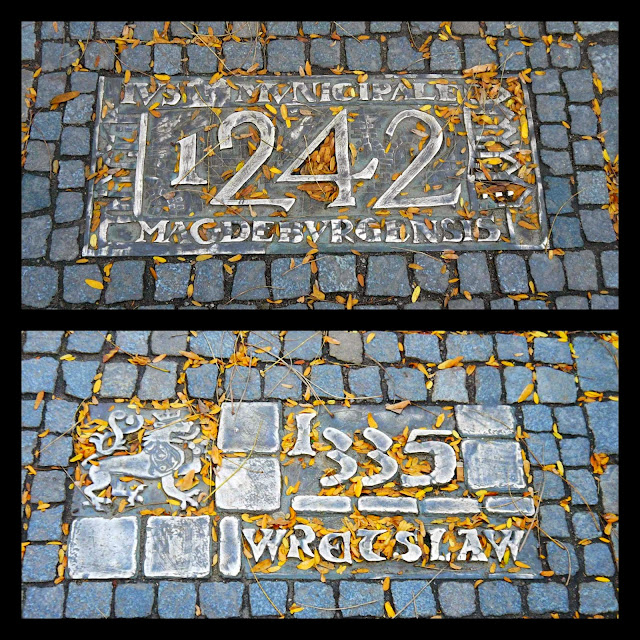 IVS MVNICIPALE
1242
MAGDEBVRGENSIS
1335
WRETSLAW